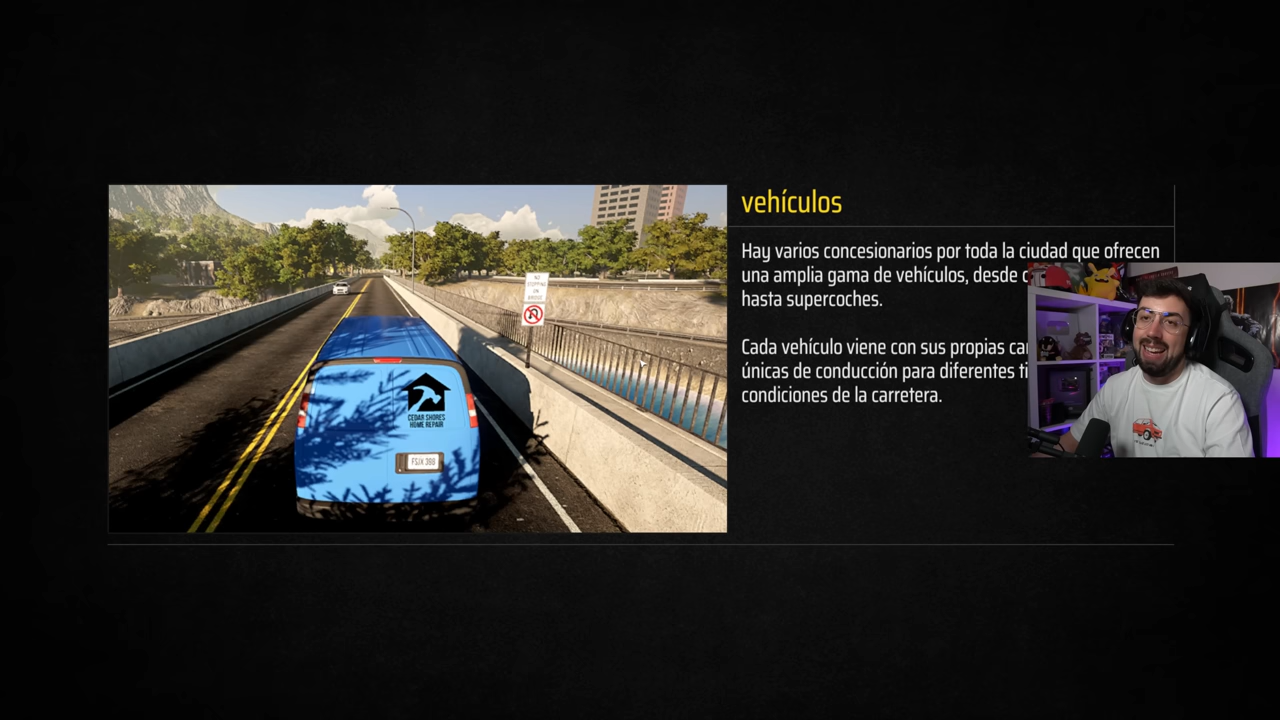 vehículos
Hay varios concesionarios por toda la ciudad que ofrecen
una amplia gama de vehículos, desde
hasta supercoches.
Cada vehículo viene con sus propias
únicas de conducción para diferentes
condiciones de la carretera.
NO
STOPPING
ON
BRIDGE
CEDAR SHORES
HOME REPAIR